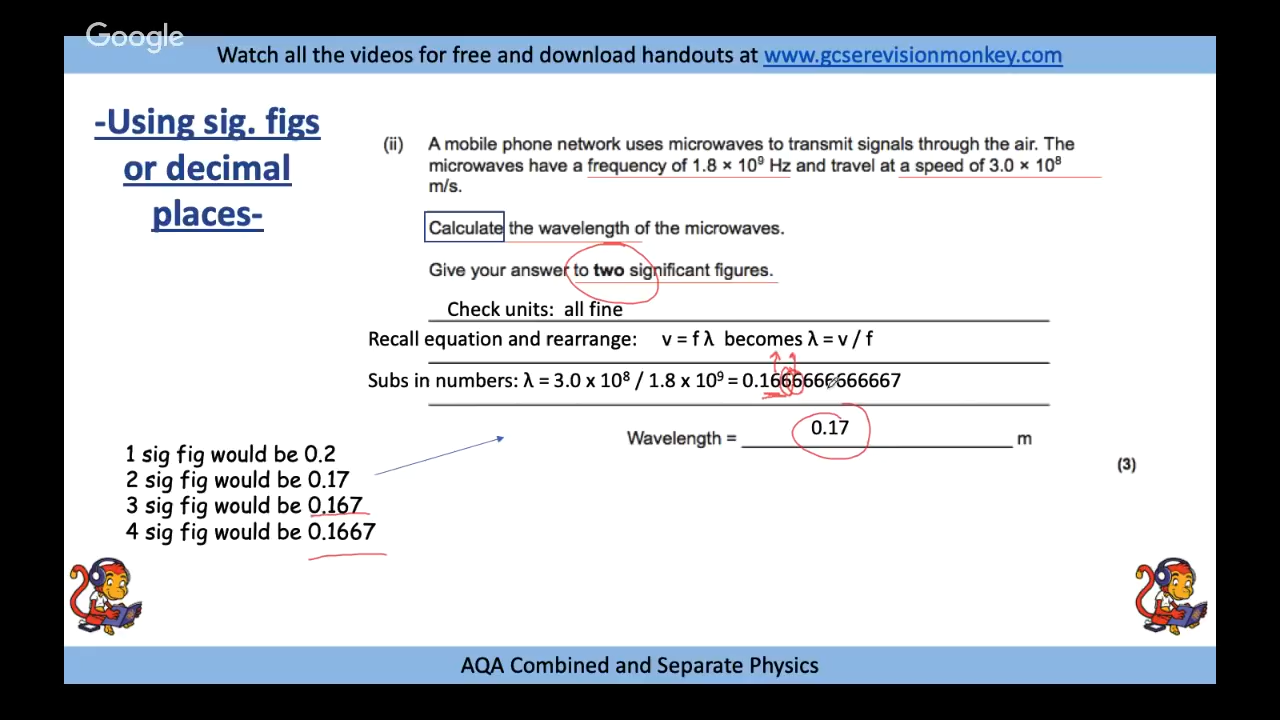 Google
Watch all the videos for free and download handouts at www.gcserevisionmonkey.com
-Using sig. figs
or decimal
places-
(ii) A mobile phone network uses microwaves to transmit signals through the air. The
microwaves have a frequency of 1.8 × 10⁹ Hz and travel at a speed of 3.0 × 10⁸
m/s.
Calculate the wavelength of the microwaves.
Give your answer to two significant figures.
Check units: all fine
Recall equation and rearrange: v = f λ becomes λ = v / f
Subs in numbers: λ = 3.0 x 10⁸ / 1.8 x 10⁹ = 0.166666666666667
Wavelength = 0.17 m
(3)
1 sig fig would be 0.2
2 sig fig would be 0.17
3 sig fig would be 0.167
4 sig fig would be 0.1667
AQA Combined and Separate Physics